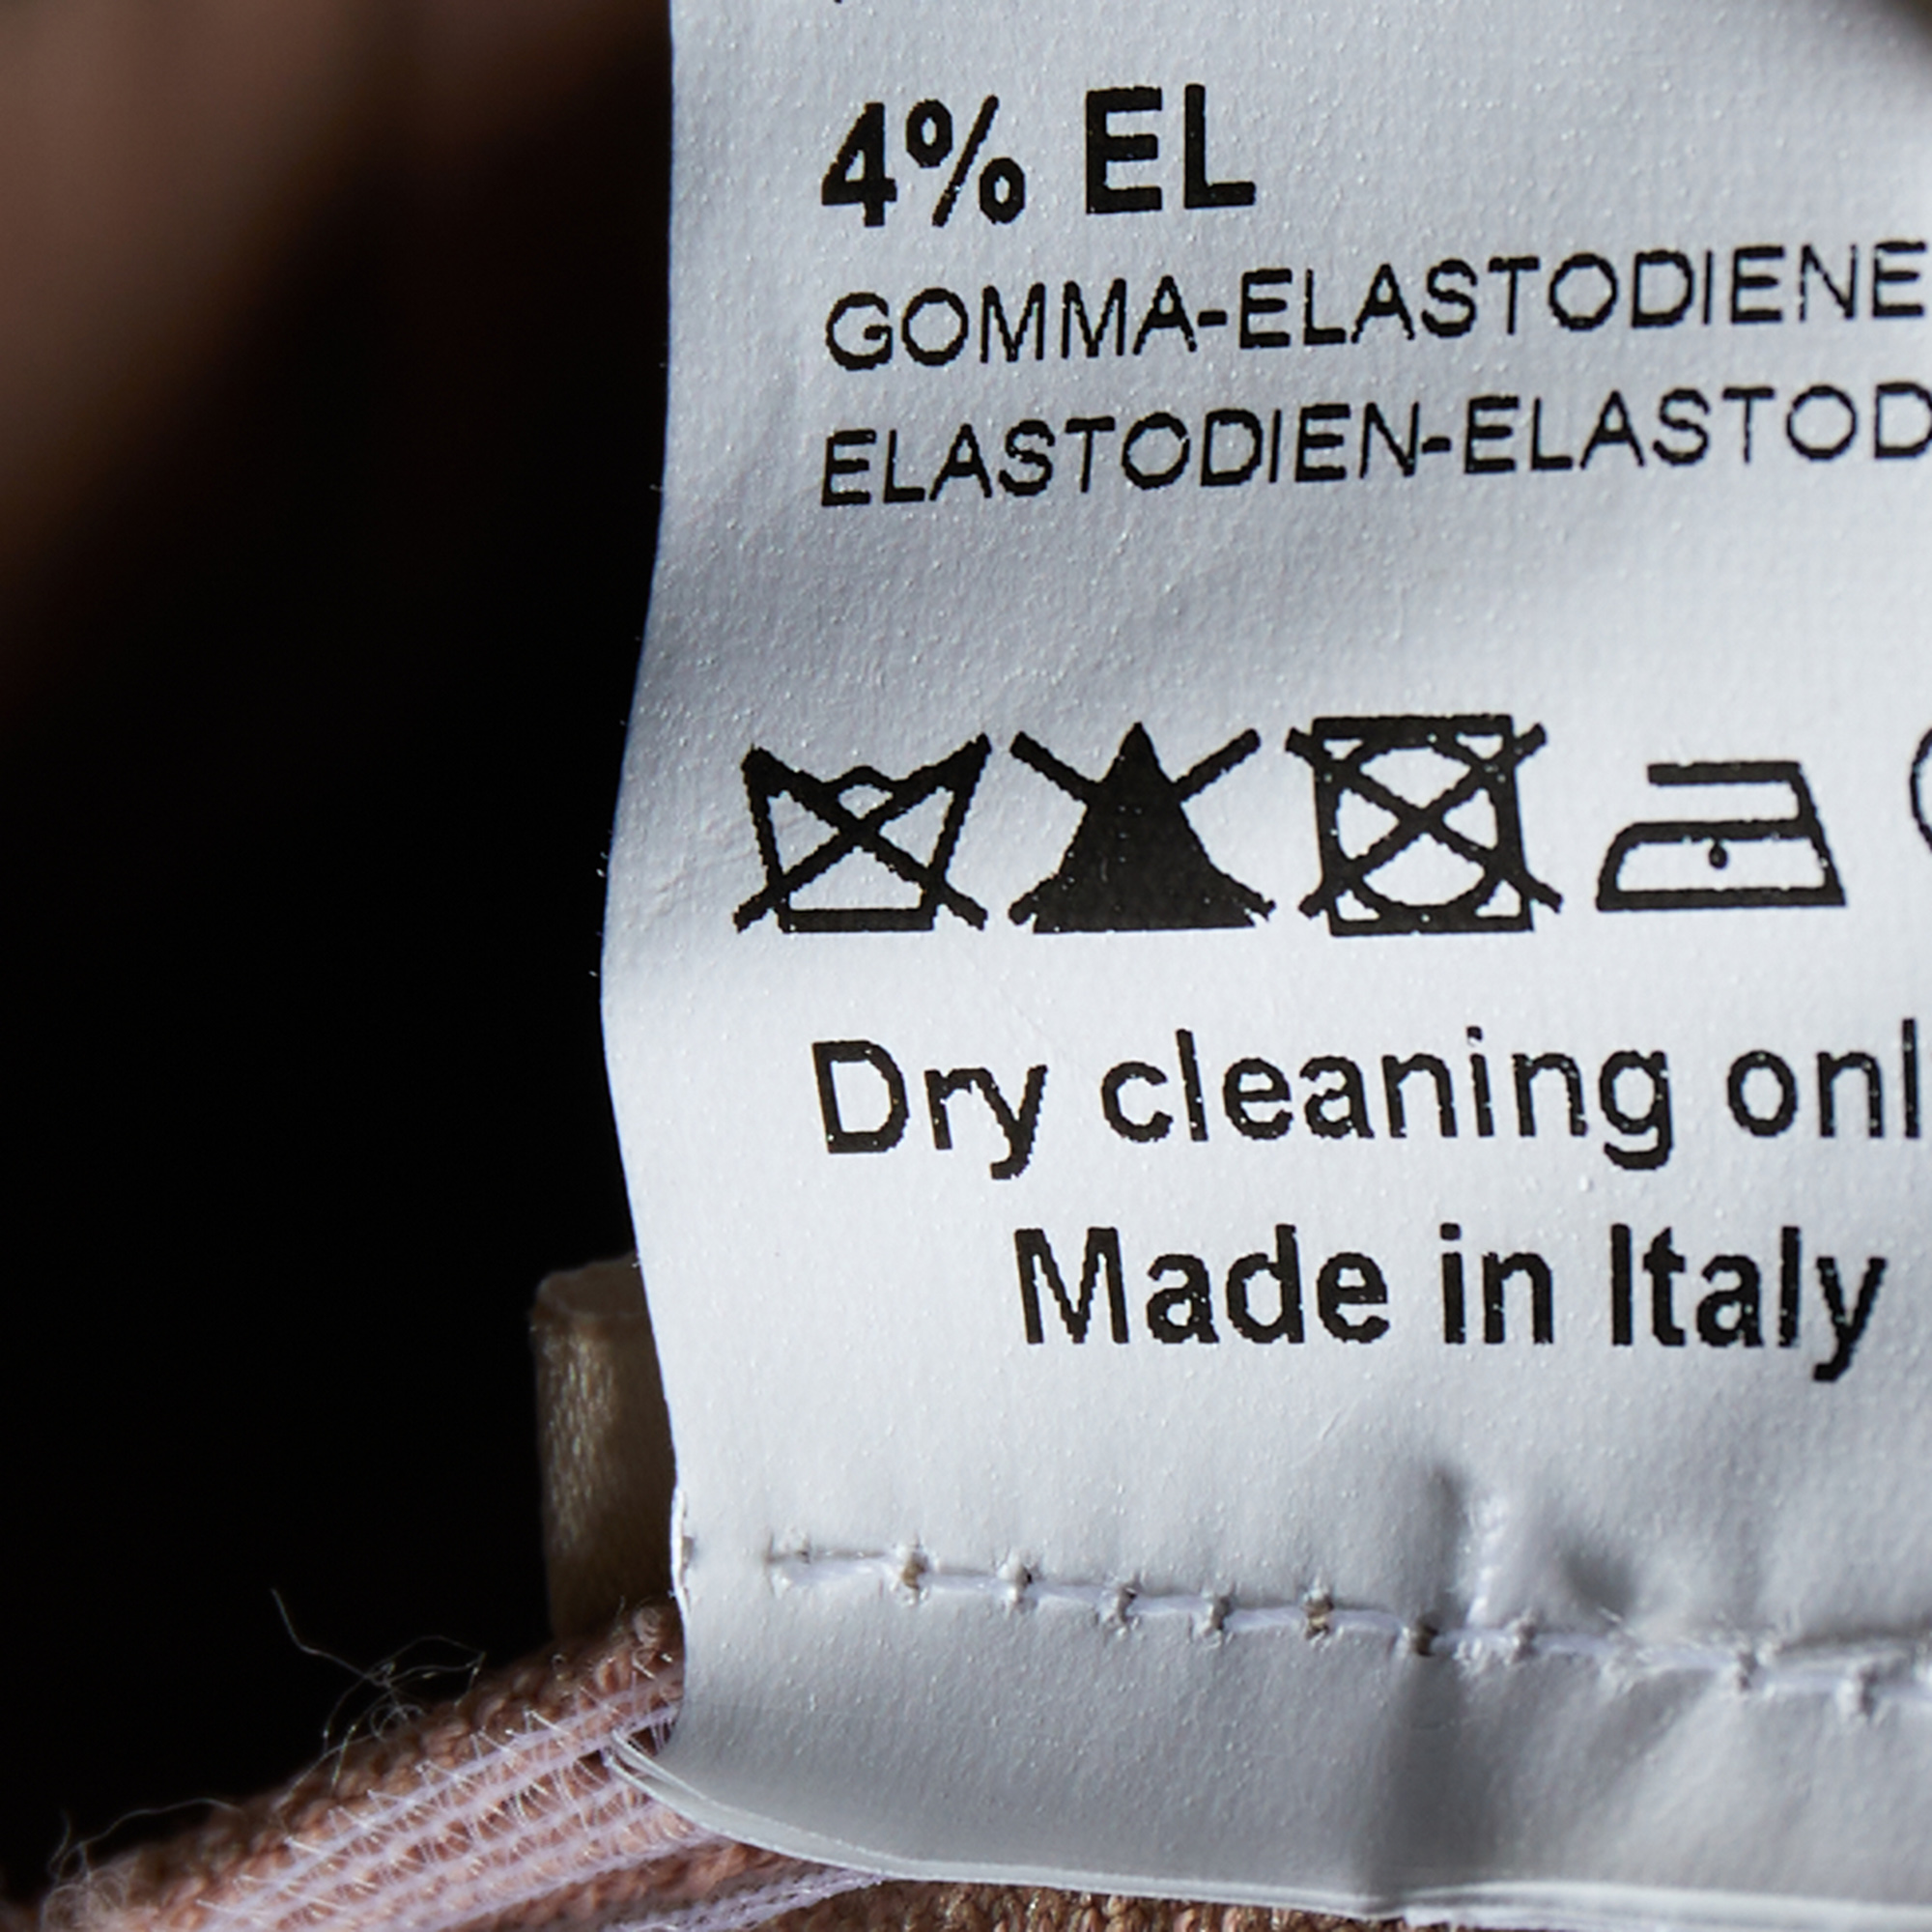 4% EL
GOMMA-ELASTODIENE
ELASTODIEN-ELASTOD
Dry cleaning onl
Made in Italy